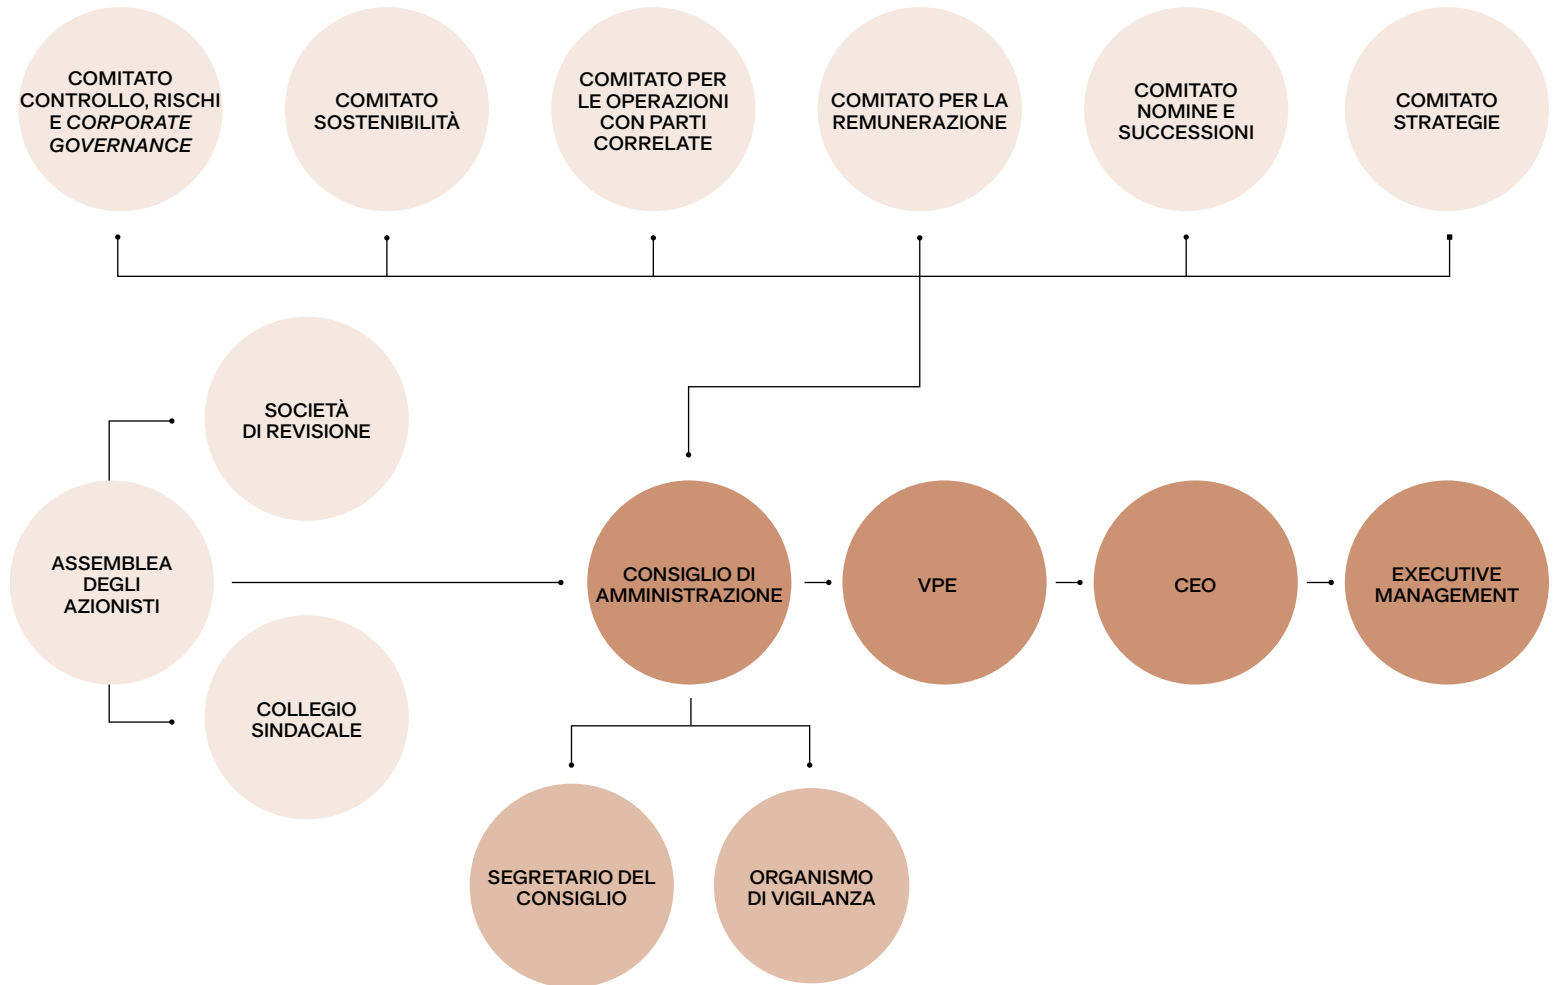 COMITATO
CONTROLLO, RISCHI
E CORPORATE
GOVERNANCE
COMITATO
SOSTENIBILITÀ
COMITATO PER
LE OPERAZIONI
CON PARTI
CORRELATE
COMITATO PER LA
REMUNERAZIONE
COMITATO
NOMINE E
SUCCESSIONI
COMITATO
STRATEGIE
SOCIETÀ
DI REVISIONE
ASSEMBLEA
DEGLI
AZIONISTI
CONSIGLIO DI
AMMINISTRAZIONE
VPE
CEO
EXECUTIVE
MANAGEMENT
COLLEGIO
SINDACALE
SEGRETARIO DEL
CONSIGLIO
ORGANISMO
DI VIGILANZA